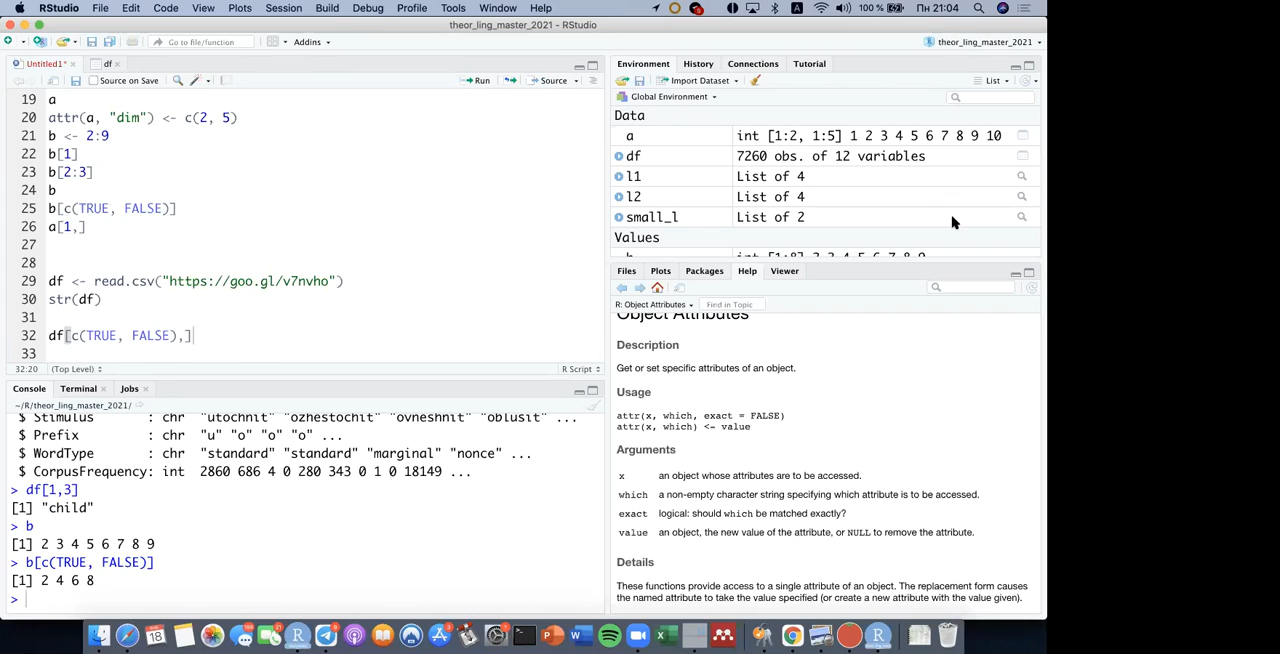 RStudio File Edit Code View Plots Session Build Debug Profile Tools Window Help 100 % Пн 21:04
theor_ling_master_2021 - RStudio
Go to file/function Addins theor_ling_master_2021
Untitled1* df
Source on Save Run Source
19 a
20 attr(a, "dim") <- c(2, 5)
21 b <- 2:9
22 b[1]
23 b[2:3]
24 b
25 b[c(TRUE, FALSE)]
26 a[1,]
27
28
29 df <- read.csv("https://goo.gl/v7nvho")
30 str(df)
31
32 df[c(TRUE, FALSE),]
33
32:20 (Top Level) R Script
Console Terminal Jobs
~/R/theor_ling_master_2021/
$ Stimulus : chr "utochnit" "ozhestochit" "ovneshnit" "oblusit" ...
$ Prefix : chr "u" "o" "o" "o" ...
$ WordType : chr "standard" "standard" "marginal" "nonce" ...
$ CorpusFrequency: int 2860 686 4 0 280 343 0 1 0 18149 ...
> df[1,3]
[1] "child"
> b
[1] 2 3 4 5 6 7 8 9
> b[c(TRUE, FALSE)]
[1] 2 4 6 8
>
Environment History Connections Tutorial
Import Dataset List
Global Environment
Data
a int [1:2, 1:5] 1 2 3 4 5 6 7 8 9 10
df 7260 obs. of 12 variables
l1 List of 4
l2 List of 4
small_l List of 2
Values
b int [1:8] 2 3 4 5 6 7 8 9
Files Plots Packages Help Viewer
R: Object Attributes Find in Topic
Object Attributes
Description
Get or set specific attributes of an object.
Usage
attr(x, which, exact = FALSE)
attr(x, which) <- value
Arguments
x an object whose attributes are to be accessed.
which a non-empty character string specifying which attribute is to be accessed.
exact logical: should which be matched exactly?
value an object, the new value of the attribute, or NULL to remove the attribute.
Details
These functions provide access to a single attribute of an object. The replacement form causes
the named attribute to take the value specified (or create a new attribute with the value given).